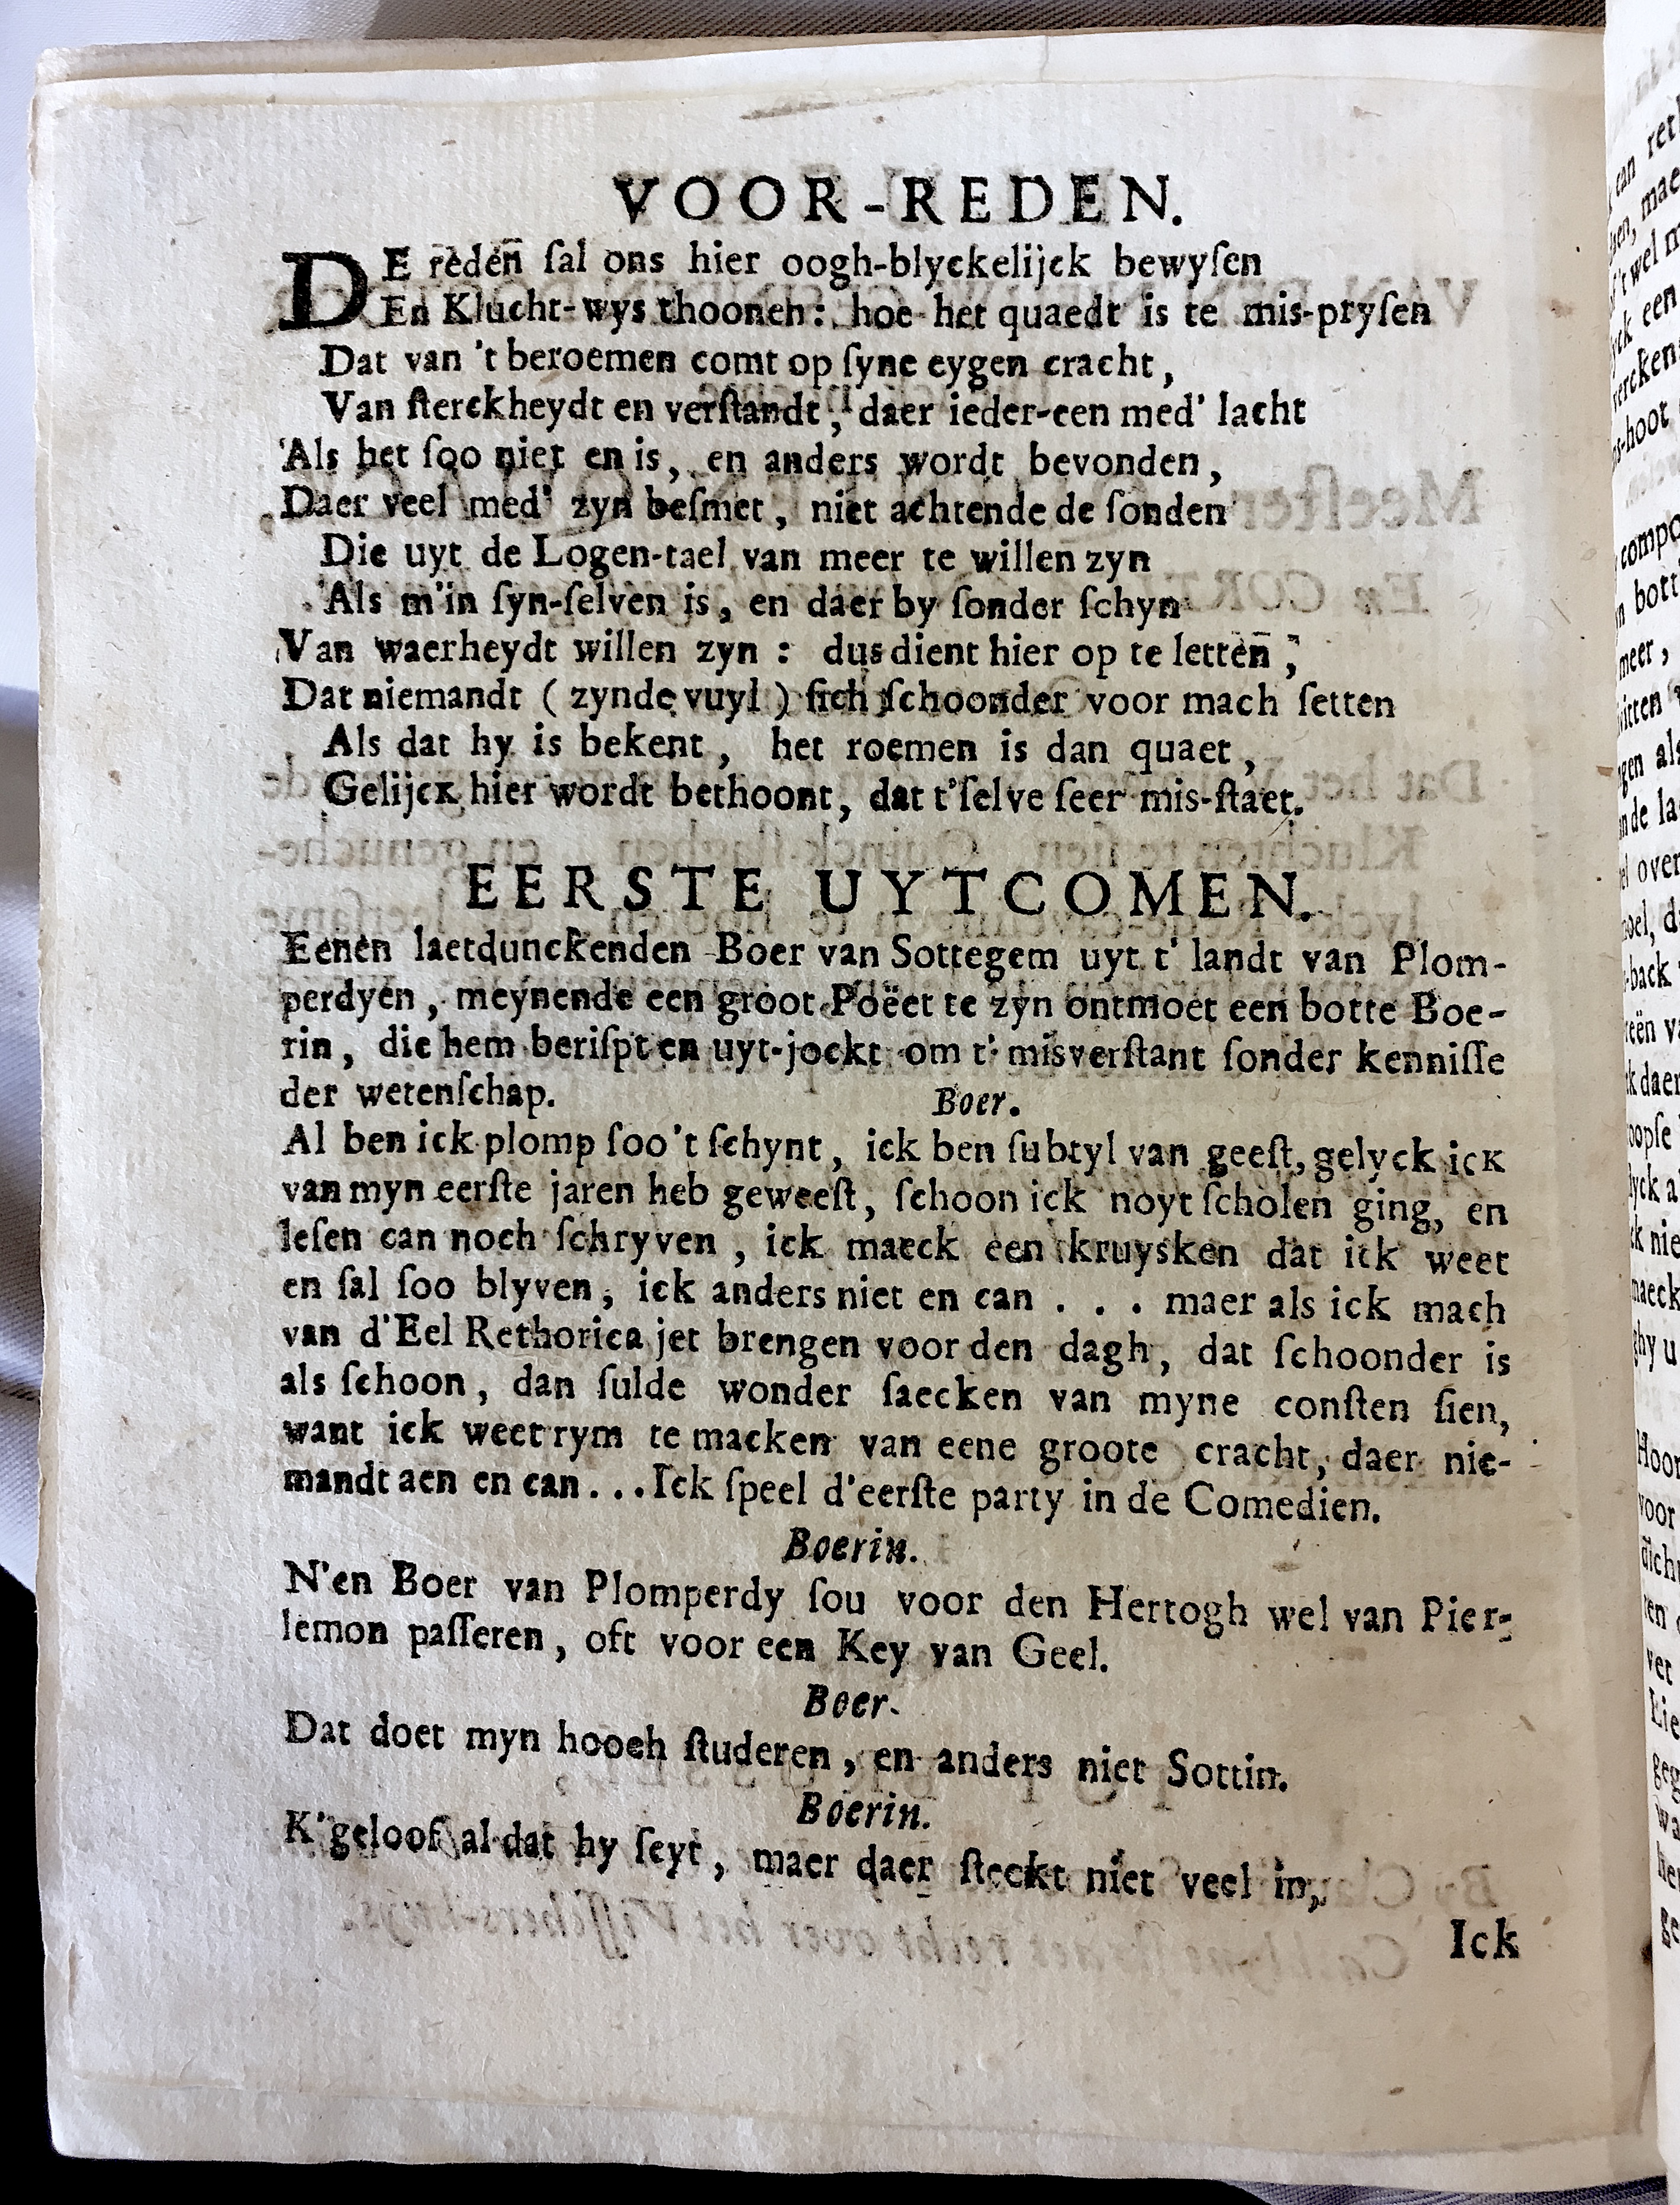 VOOR-REDEN.
DE reden ſal ons hier oogh-blyckelijck bewyſen
En Klucht-wys thoonen: hoe het quaedt is te mis-pryſen
Dat van 't beroemen comt op ſyne eygen cracht,
Van ſterckheydt en verſtandt, daer ieder-een med' lacht
Als het ſoo niet en is, en anders wordt bevonden,
Daer veel med' zyn beſmet, niet achtende de ſonden
Die uyt de Logen-tael van meer te willen zyn
Als m'in ſyn-ſelven is, en daer by ſonder ſchyn
Van waerheydt willen zyn: dus dient hier op te letten,
Dat niemandt (zynde vuyl) ſich ſchoonder voor mach ſetten
Als dat hy is bekent, het roemen is dan quaet,
Gelijck hier wordt bethoont, dat t'ſelve ſeer mis-ſtaet.
EERSTE UYTCOMEN.
Eenen laetdunckenden Boer van Sottegem uyt t' landt van Plom-
perdyen, meynende een groot Poëet te zyn ontmoet een botte Boe-
rin, die hem beriſpt en uyt-jockt om t' misverſtant ſonder kenniſſe
der wetenſchap.
Boer.
Al ben ick plomp ſoo 't ſchynt, ick ben ſubtyl van geeſt, gelyck ick
van myn eerſte jaren heb geweeſt, ſchoon ick noyt ſcholen ging, en
leſen can noch ſchryven, ick maeck een kruysken dat ick weet
en ſal ſoo blyven, ick anders niet en can . . . maer als ick mach
van d'Eel Rethorica jet brengen voor den dagh, dat ſchoonder is
als ſchoon, dan ſulde wonder ſaecken van myne conſten ſien,
want ick weet rym te macken van eene groote cracht, daer nie-
mandt aen en can... Ick ſpeel d'eerſte party in de Comedien.
Boerin.
N'en Boer van Plomperdy ſou voor den Hertogh wel van Pier-
lemon paſſeren, oft voor een Key van Geel.
Boer.
Dat doet myn hooch ſtuderen, en anders niet Sottin.
Boerin.
K'geloof al dat hy ſeyt, maer daer ſteckt niet veel in,
Ick